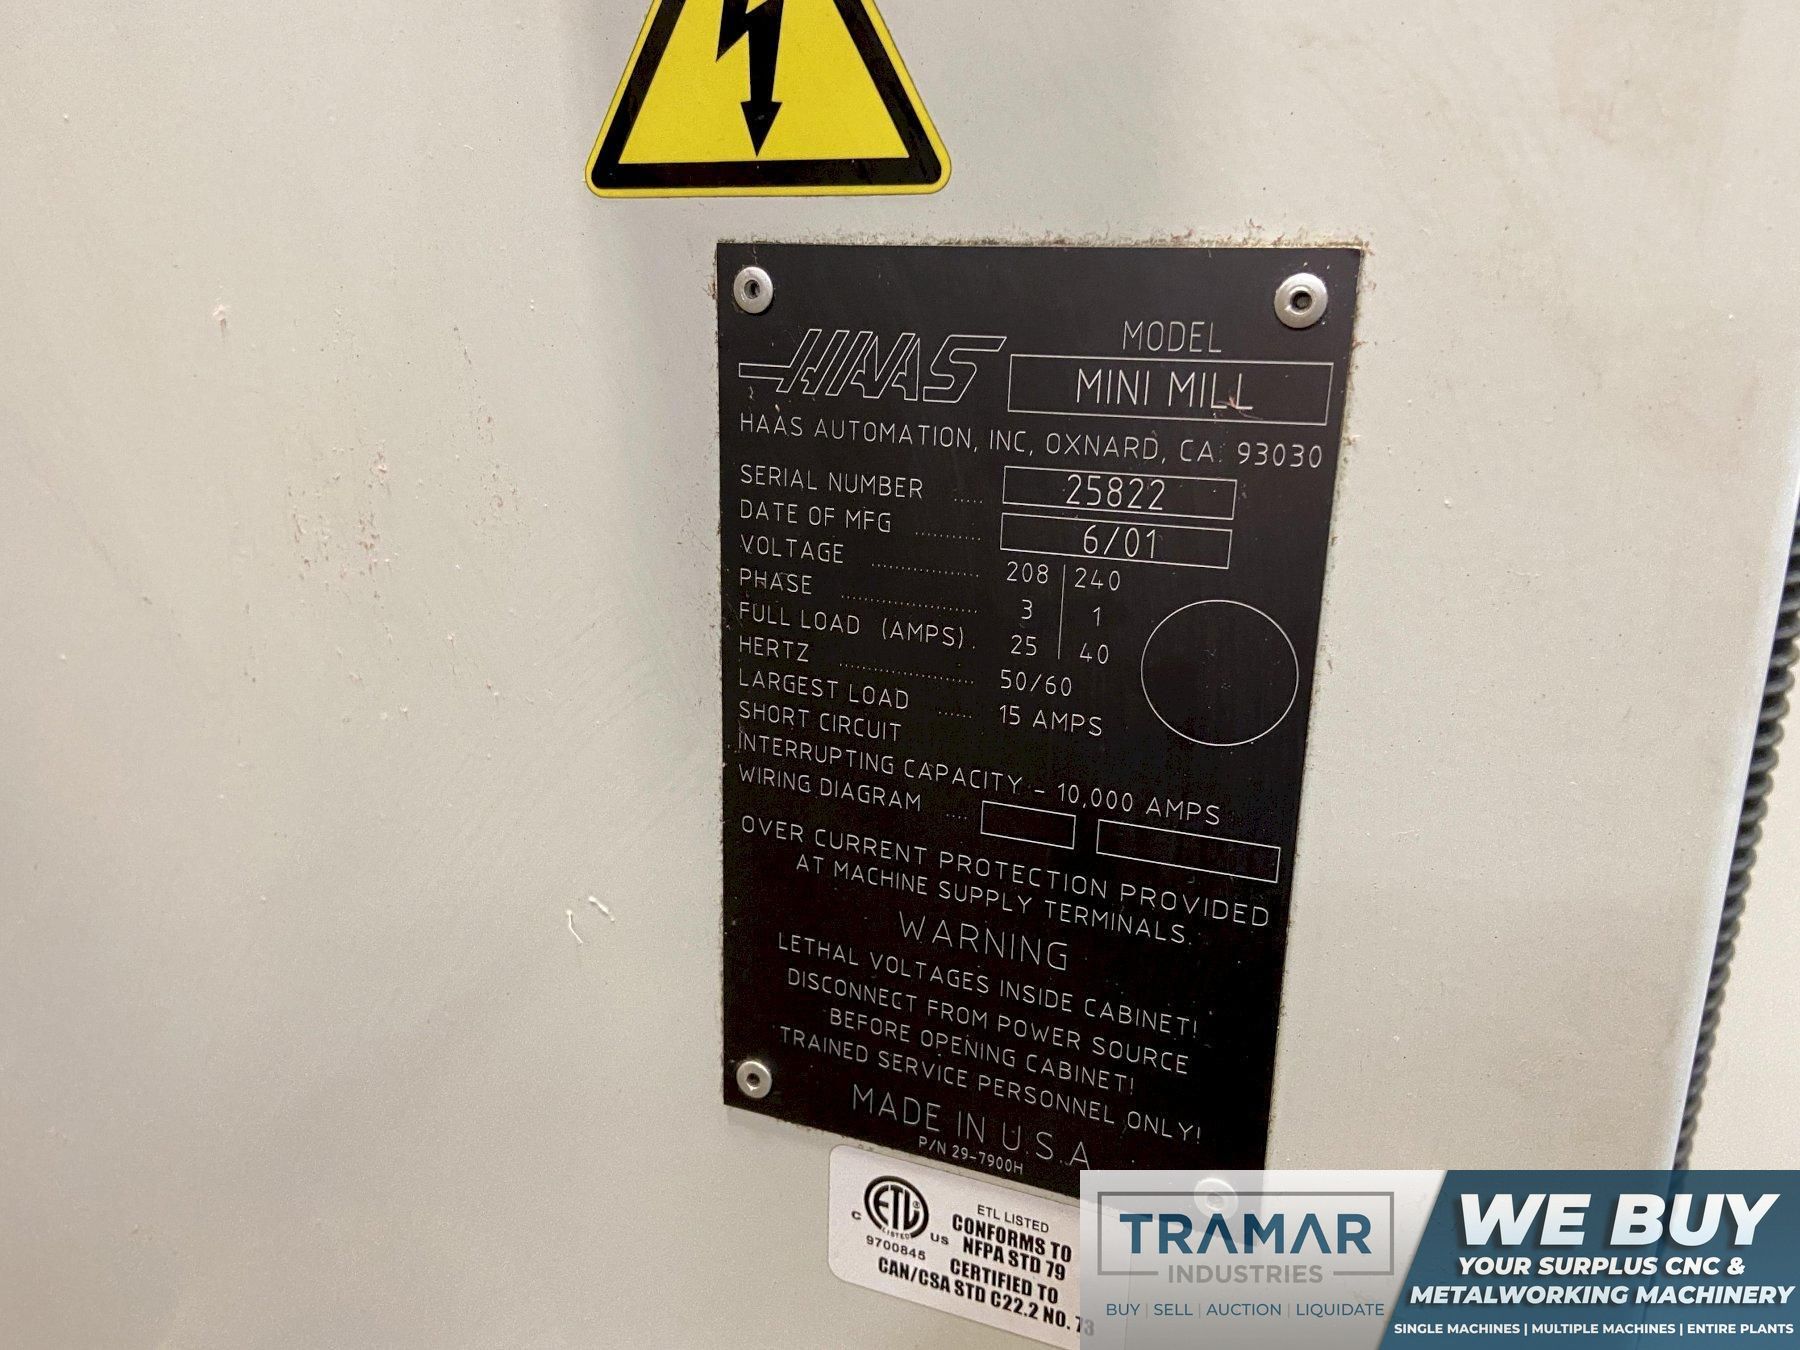 HAAS
MODEL
MINI MILL
HAAS AUTOMATION, INC, OXNARD, CA. 93030
SERIAL NUMBER ..... 25822
DATE OF MFG ........... 6/01
VOLTAGE .................. 208 | 240
PHASE ...................... 3 | 1
FULL LOAD (AMPS). 25 | 40
HERTZ ...................... 50/60
LARGEST LOAD ...... 15 AMPS
SHORT CIRCUIT
INTERRUPTING CAPACITY - 10,000 AMPS
WIRING DIAGRAM ....
OVER CURRENT PROTECTION PROVIDED
AT MACHINE SUPPLY TERMINALS.
WARNING
LETHAL VOLTAGES INSIDE CABINET!
DISCONNECT FROM POWER SOURCE
BEFORE OPENING CABINET!
TRAINED SERVICE PERSONNEL ONLY!
MADE IN U.S.A
P/N 29-7900H
ETL LISTED
CONFORMS TO
NFPA STD 79
CERTIFIED TO
CAN/CSA STD C22.2 NO. 73
C ETL US
LISTED
9700845
TRAMAR
INDUSTRIES
BUY | SELL | AUCTION | LIQUIDATE
WE BUY
YOUR SURPLUS CNC &
METALWORKING MACHINERY
SINGLE MACHINES | MULTIPLE MACHINES | ENTIRE PLANTS